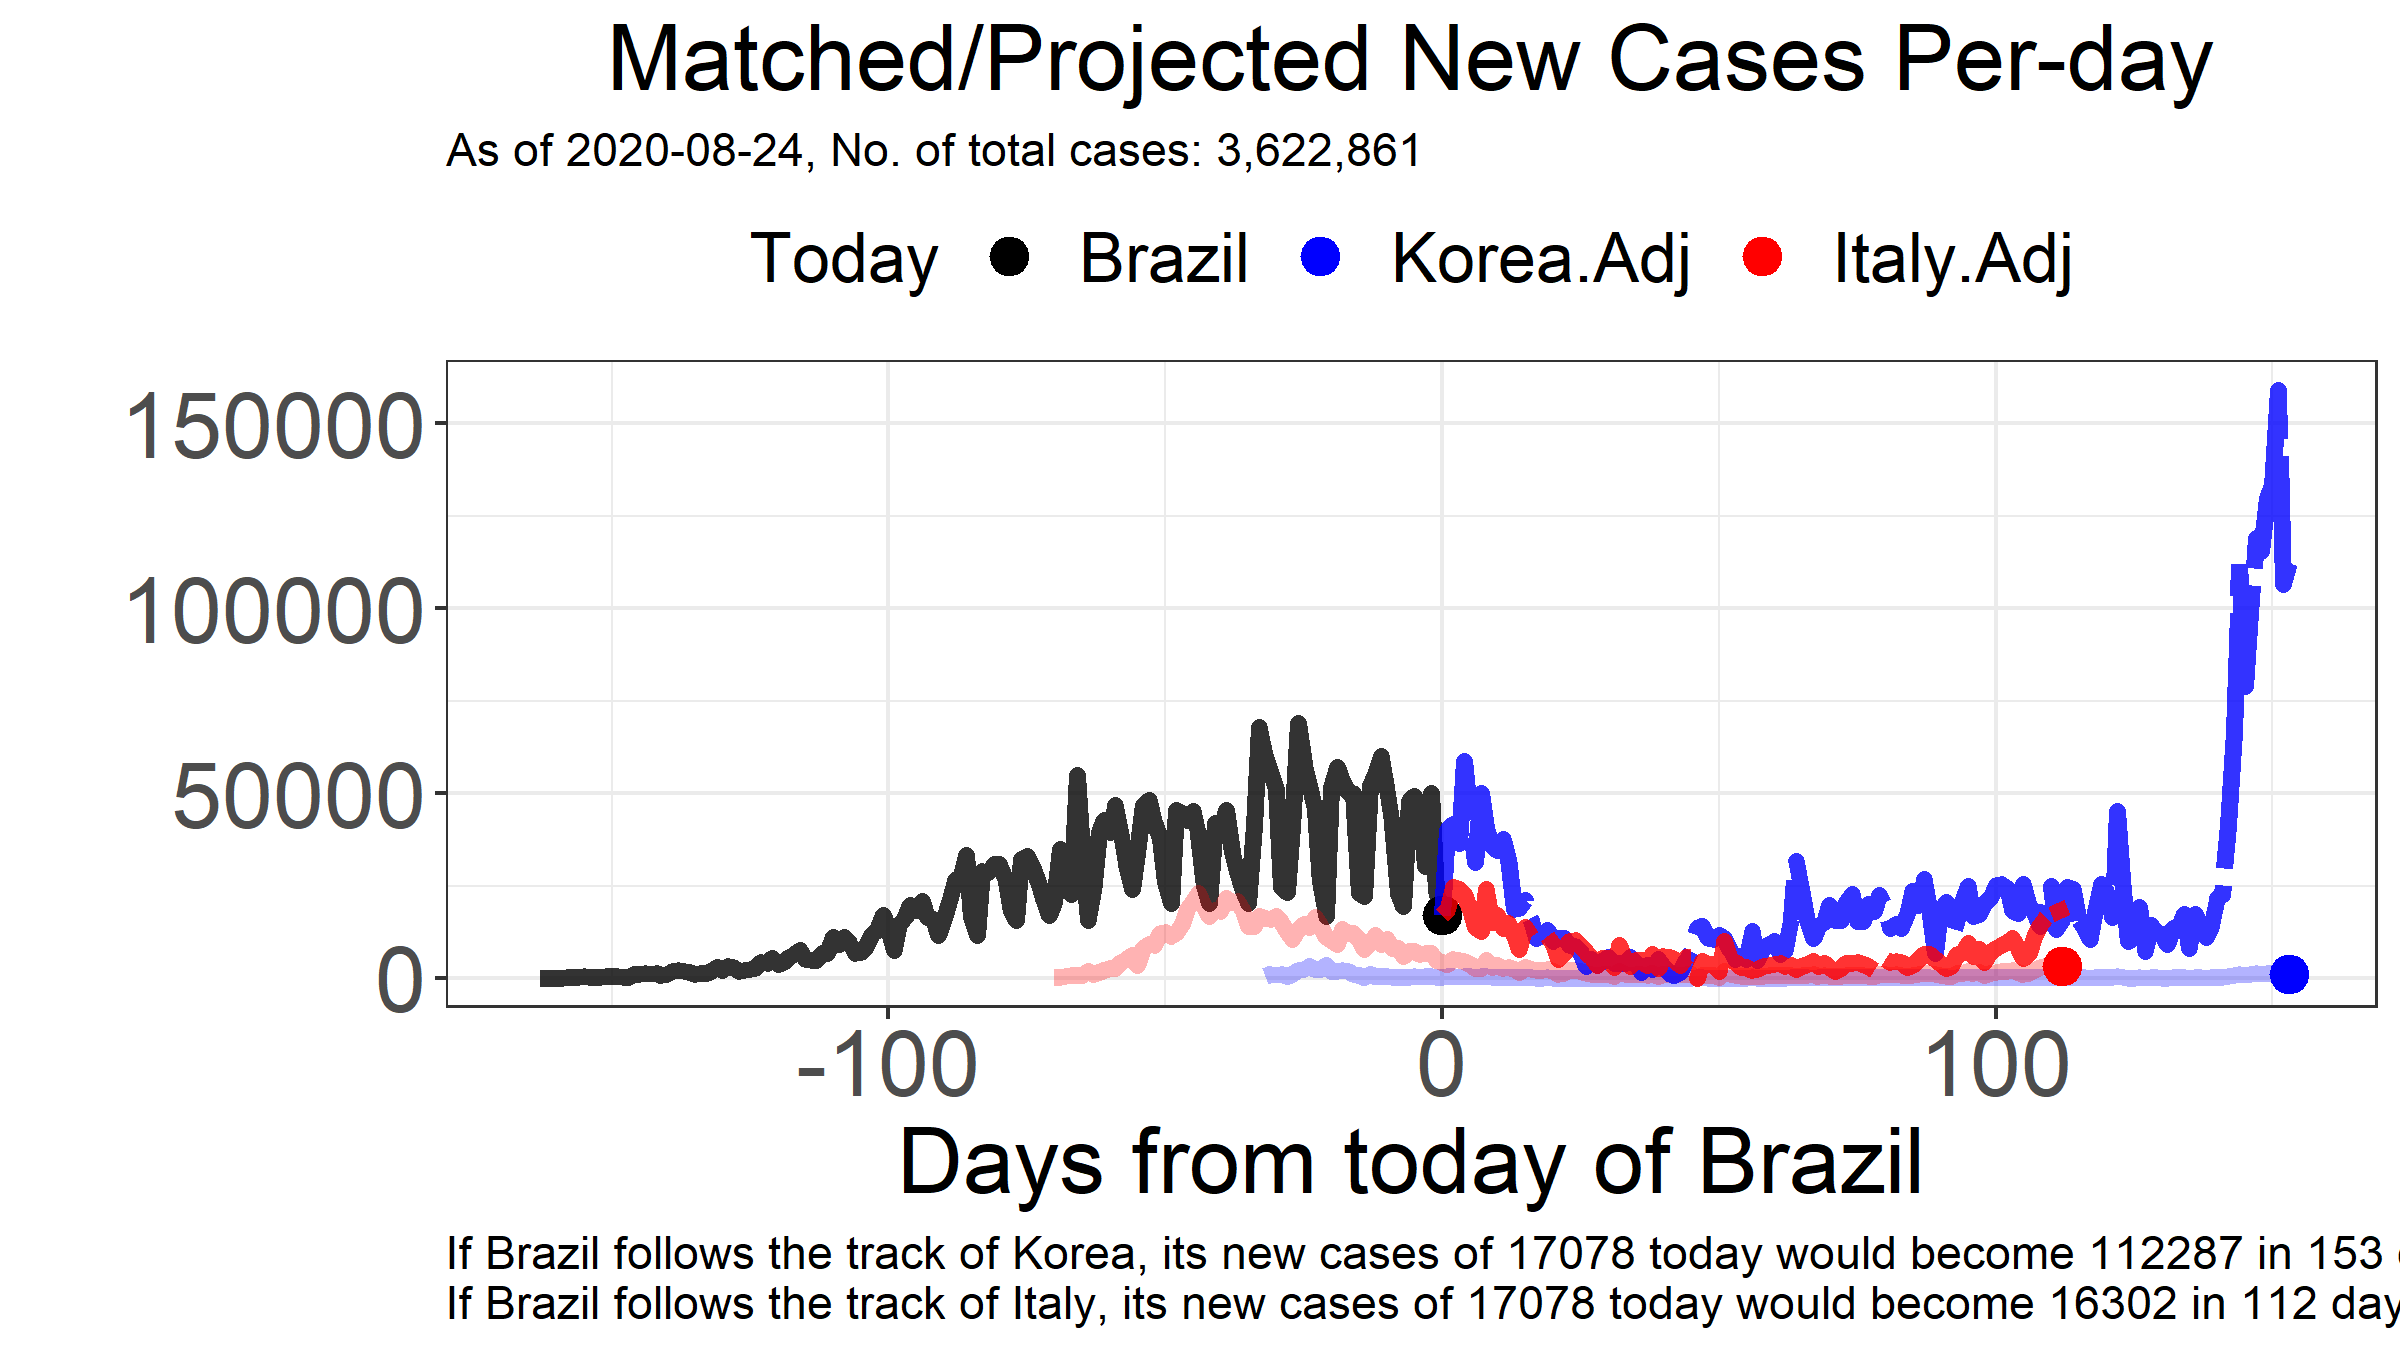 Matched/Projected New Cases Per-day
As of 2020-08-24, No. of total cases: 3,622,861
Today Brazil Korea.Adj Italy.Adj
150000
100000
50000
0
-100 0 100
Days from today of Brazil
If Brazil follows the track of Korea, its new cases of 17078 today would become 112287 in 153
If Brazil follows the track of Italy, its new cases of 17078 today would become 16302 in 112 day